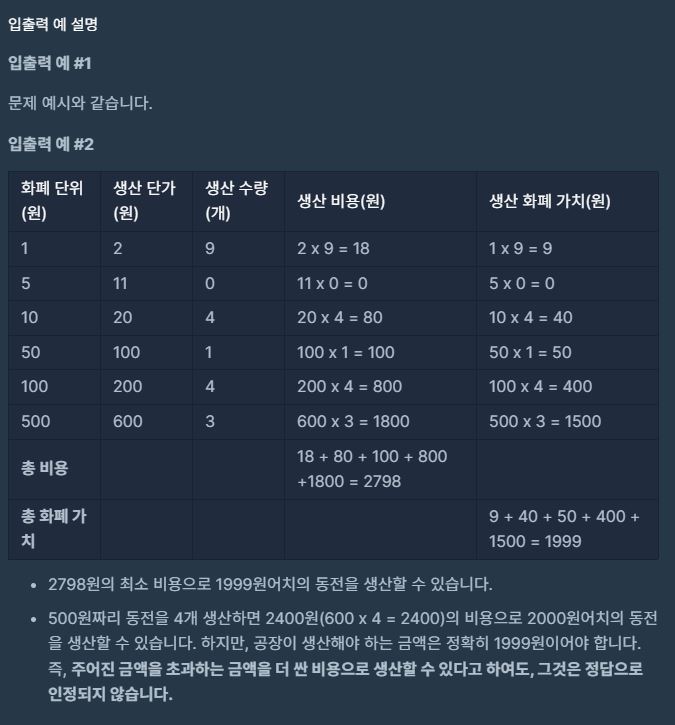 입출력 예 설명
입출력 예 #1
문제 예시와 같습니다.
입출력 예 #2
화폐 단위(원) 생산 단가(원) 생산 수량(개) 생산 비용(원) 생산 화폐 가치(원)
1 2 9 2 x 9 = 18 1 x 9 = 9
5 11 0 11 x 0 = 0 5 x 0 = 0
10 20 4 20 x 4 = 80 10 x 4 = 40
50 100 1 100 x 1 = 100 50 x 1 = 50
100 200 4 200 x 4 = 800 100 x 4 = 400
500 600 3 600 x 3 = 1800 500 x 3 = 1500
총 비용 18 + 80 + 100 + 800 +1800 = 2798
총 화폐 가치 9 + 40 + 50 + 400 + 1500 = 1999
• 2798원의 최소 비용으로 1999원어치의 동전을 생산할 수 있습니다.
• 500원짜리 동전을 4개 생산하면 2400원(600 x 4 = 2400)의 비용으로 2000원어치의 동전
을 생산할 수 있습니다. 하지만, 공장이 생산해야 하는 금액은 정확히 1999원이어야 합니다.
즉, 주어진 금액을 초과하는 금액을 더 싼 비용으로 생산할 수 있다고 하여도, 그것은 정답으로
인정되지 않습니다.